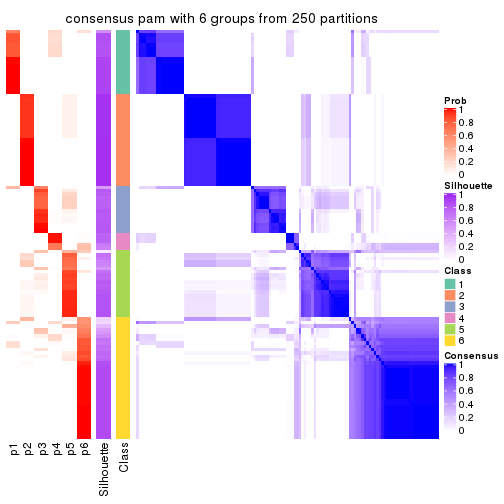 consensus pam with 6 groups from 250 partitions
Prob
1
0.8
0.6
0.4
0.2
0
Silhouette
1
0.8
0.6
0.4
0.2
0
Class
1
2
3
4
5
6
Consensus
1
0.8
0.6
0.4
0.2
0
p1
p2
p3
p4
p5
p6
Silhouette
Class